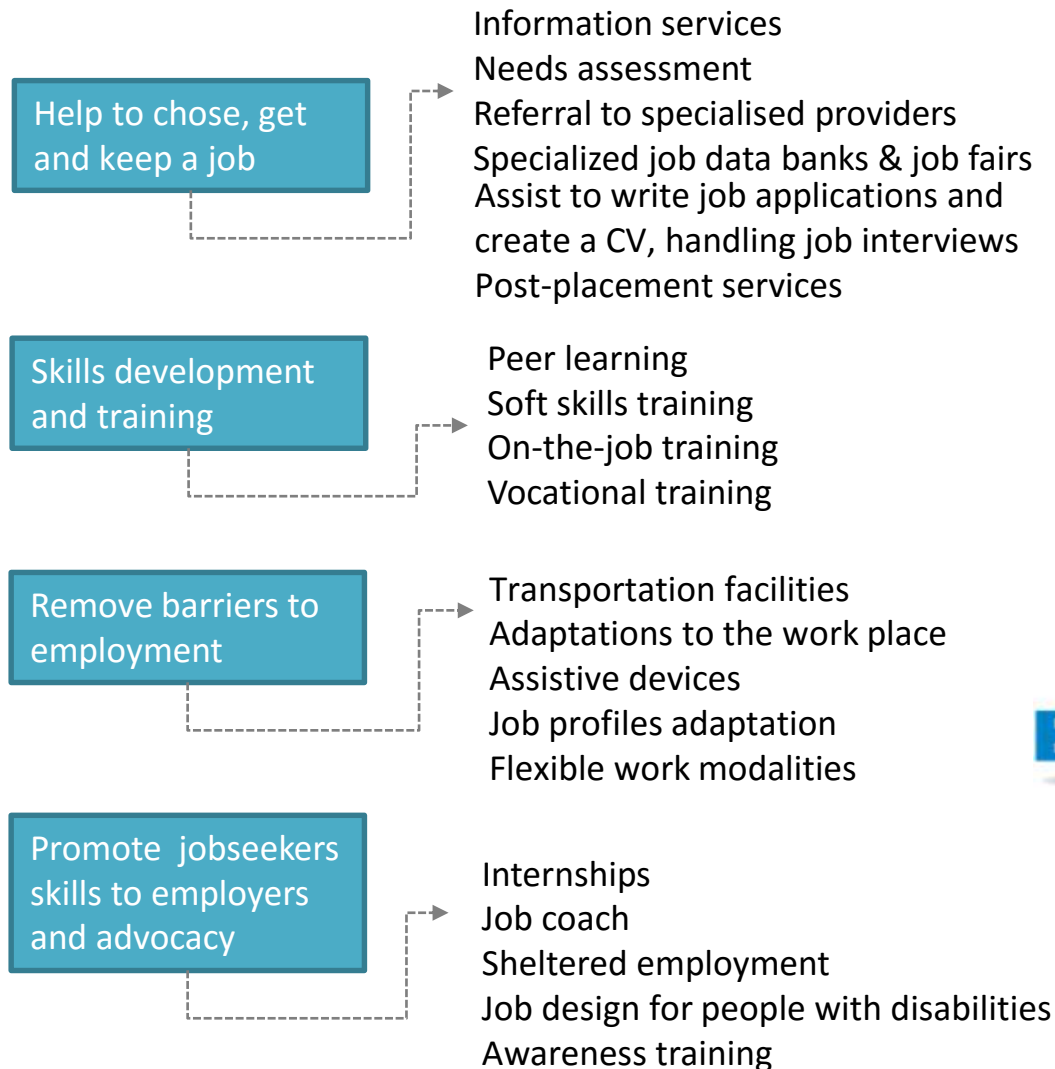 Help to chose, get
and keep a job
Information services
Needs assessment
Referral to specialised providers
Specialized job data banks & job fairs
Assist to write job applications and
create a CV, handling job interviews
Post-placement services
Skills development
and training
Peer learning
Soft skills training
On-the-job training
Vocational training
Remove barriers to
employment
Transportation facilities
Adaptations to the work place
Assistive devices
Job profiles adaptation
Flexible work modalities
Promote jobseekers
skills to employers
and advocacy
Internships
Job coach
Sheltered employment
Job design for people with disabilities
Awareness training